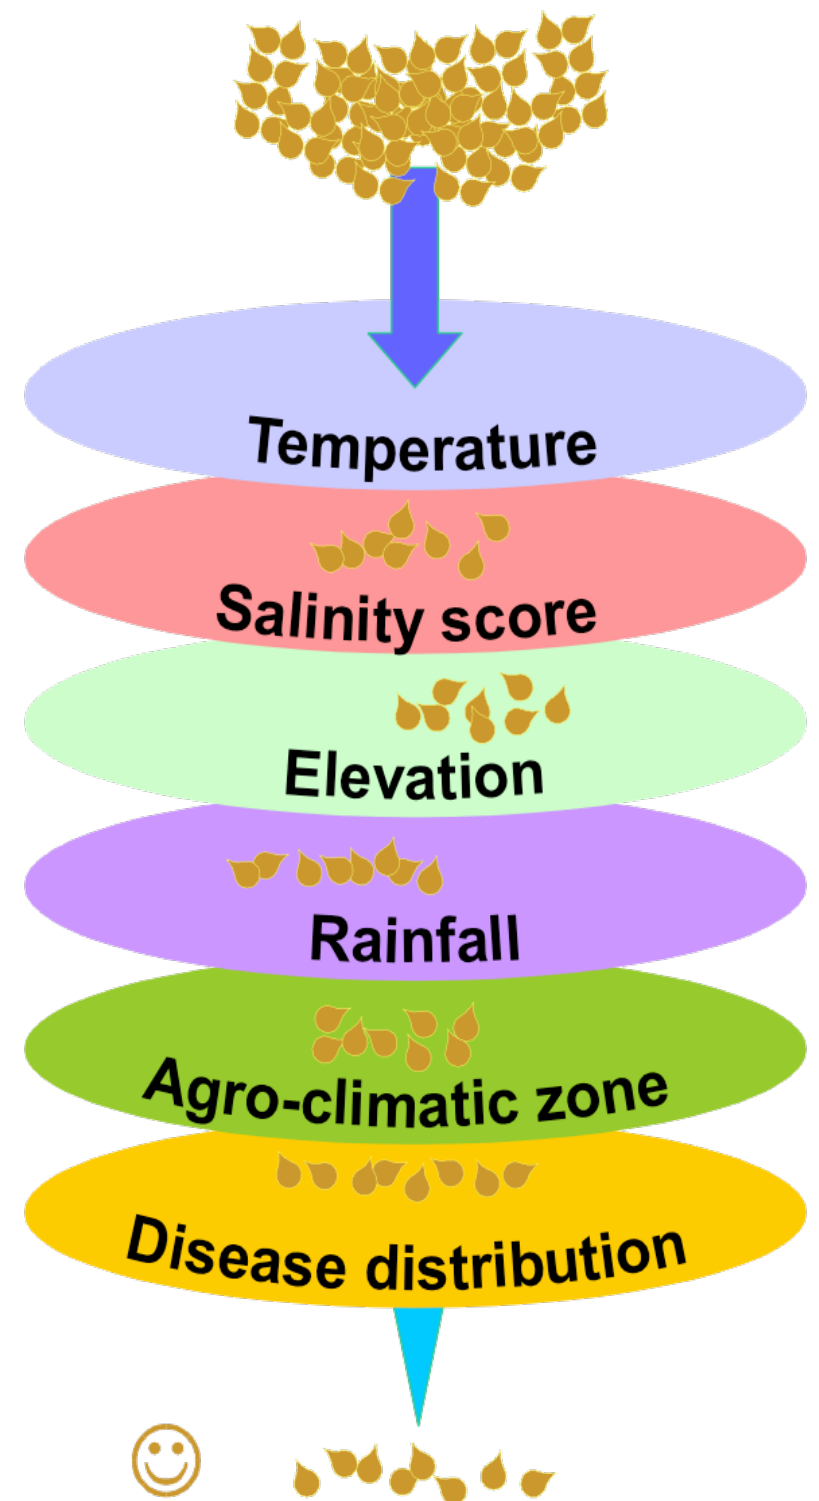 Temperature
Salinity score
Elevation
Rainfall
Agro-climatic zone
Disease distribution